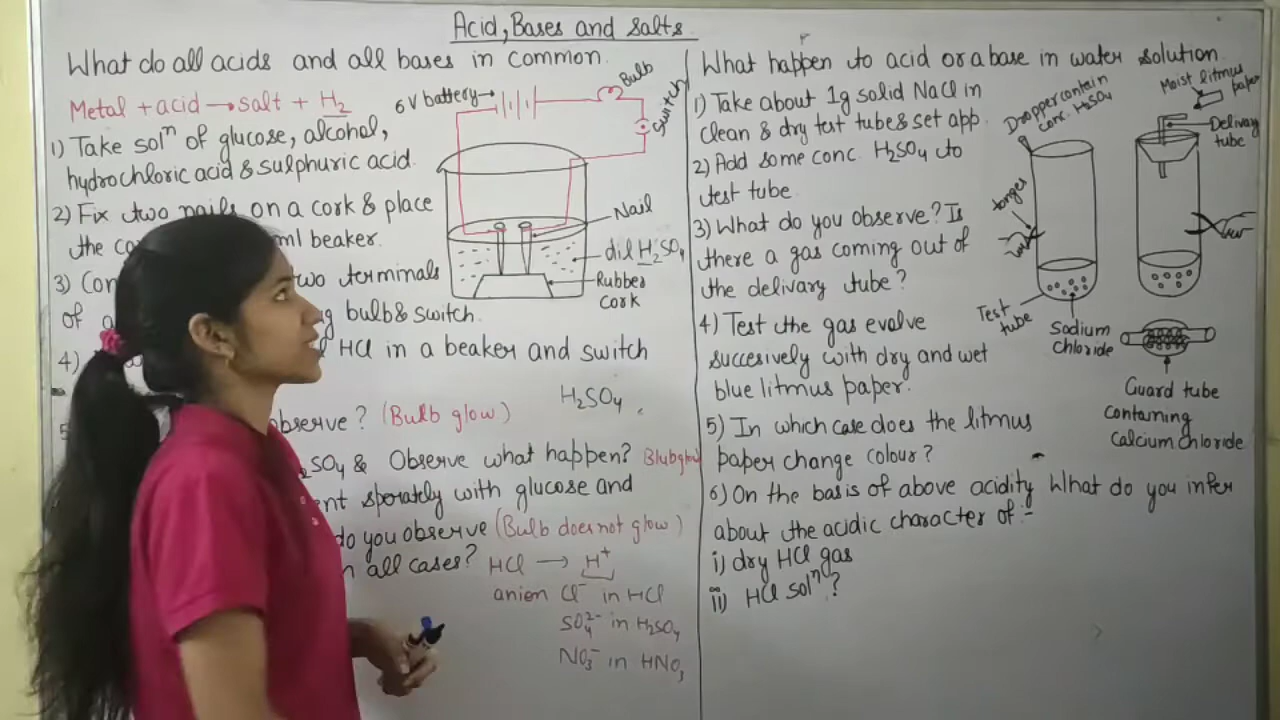 Acid, Bases and Salts
What do all acids and all bases in common.
Metal + acid → salt + H₂
1) Take solⁿ of glucose, alcohol,
hydrochloric acid & sulphuric acid.
2) Fix two nails on a cork & place
the ml beaker.
3) two terminals
of bulb & switch.
4) HCl in a beaker and switch
observe? (Bulb glow)
H₂SO₄
SO₄ & Observe what happen? Blubglow
sporately with glucose and
do you observe (Bulb does not glow)
all cases?
HCl → H⁺
anion Cl⁻ in HCl
SO₄²⁻ in H₂SO₄
NO₃⁻ in HNO₃
6V battery→
Bulb
Switch
Nail
dil H₂SO₄
Rubber
cork
What happen to acid or a base in water solution
1) Take about 1g solid NaCl in
clean & dry test tube & set app.
2) Add some conc. H₂SO₄ to
test tube.
3) What do you observe? Is
there a gas coming out of
the delivary tube?
4) Test the gas evolve
succesively with dry and wet
blue litmus paper.
5) In which case does the litmus
paper change colour?
6) On the basis of above acidity What do you infer
about the acidic character of :-
i) dry HCl gas
ii) HCl solⁿ?
Dropper contain
conc. H₂SO₄
Moist litmus
paper
Delivary
tube
tonges
Test
tube
Sodium
chloride
Guard tube
containing
Calcium chloride